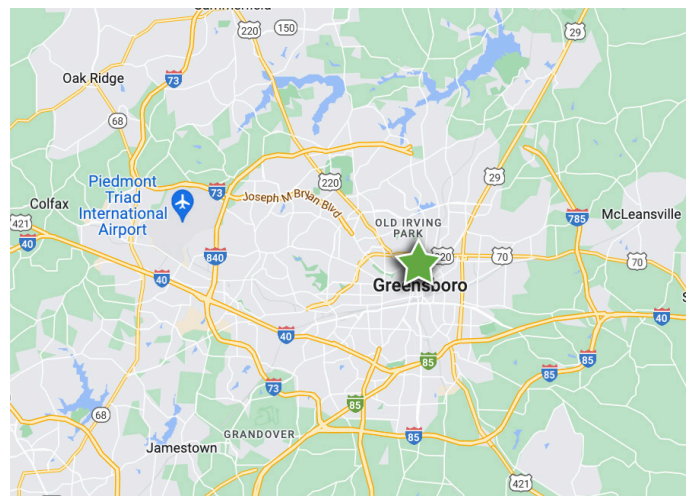 Summerfield
220
150
29
Oak Ridge
73
68
Piedmont
Triad
International
Airport
73
Joseph M Bryan Blvd
220
29
Colfax
421
40
OLD IRVING
PARK
785
McLeansville
840
220
70
70
Greensboro
40
40
40
85
85
85
73
85
85
68
GRANDOVER
Jamestown
421